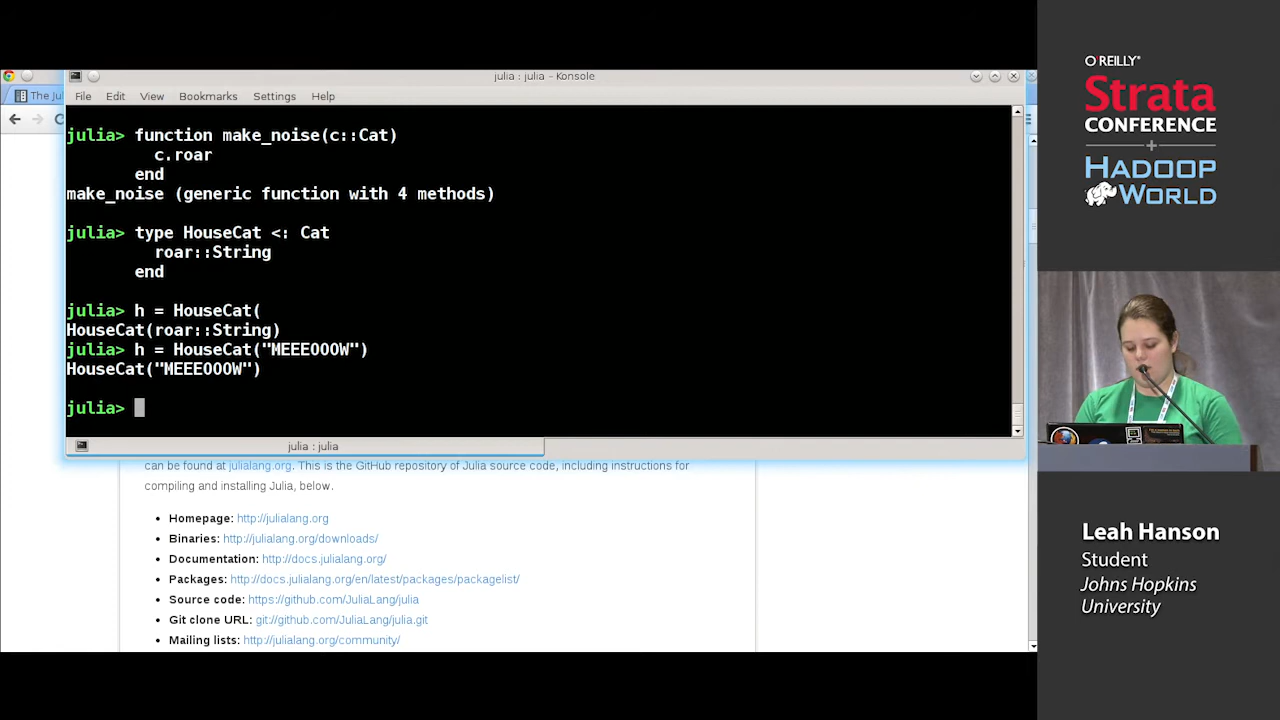 julia : julia – Konsole
The Ju
File Edit View Bookmarks Settings Help
julia> function make_noise(c::Cat)
c.roar
end
make_noise (generic function with 4 methods)
julia> type HouseCat <: Cat
roar::String
end
julia> h = HouseCat(
HouseCat(roar::String)
julia> h = HouseCat("MEEEOOOW")
HouseCat("MEEEOOOW")
julia>
julia : julia
can be found at julialang.org. This is the GitHub repository of Julia source code, including instructions for
compiling and installing Julia, below.
• Homepage: http://julialang.org
• Binaries: http://julialang.org/downloads/
• Documentation: http://docs.julialang.org/
• Packages: http://docs.julialang.org/en/latest/packages/packagelist/
• Source code: https://github.com/JuliaLang/julia
• Git clone URL: git://github.com/JuliaLang/julia.git
• Mailing lists: http://julialang.org/community/
O REILLY®
Strata
CONFERENCE
+
HADOOP
WORLD
Leah Hanson
Student
Johns Hopkins
University